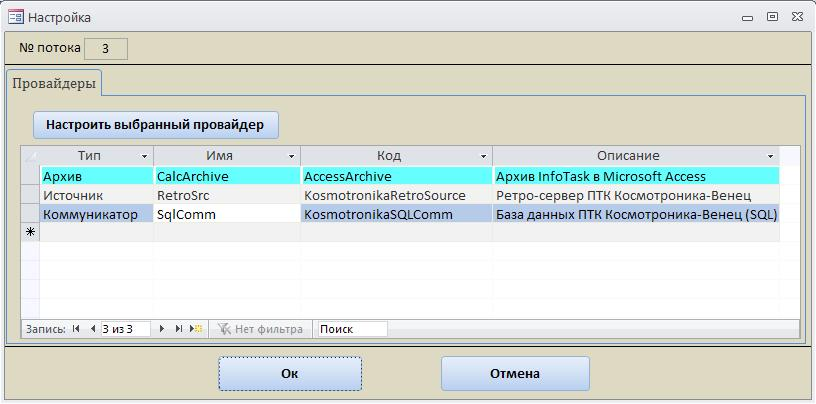 Настройка
№ потока 3
Провайдеры
Настроить выбранный провайдер
Тип Имя Код Описание
Архив CalcArchive AccessArchive Архив InfoTask в Microsoft Access
Источник RetroSrc KosmotronikaRetroSource Ретро-сервер ПТК Космотроника-Венец
Коммуникатор SqlComm KosmotronikaSQLComm База данных ПТК Космотроника-Венец (SQL)
Запись: 3 из 3 Нет фильтра Поиск
Ок Отмена